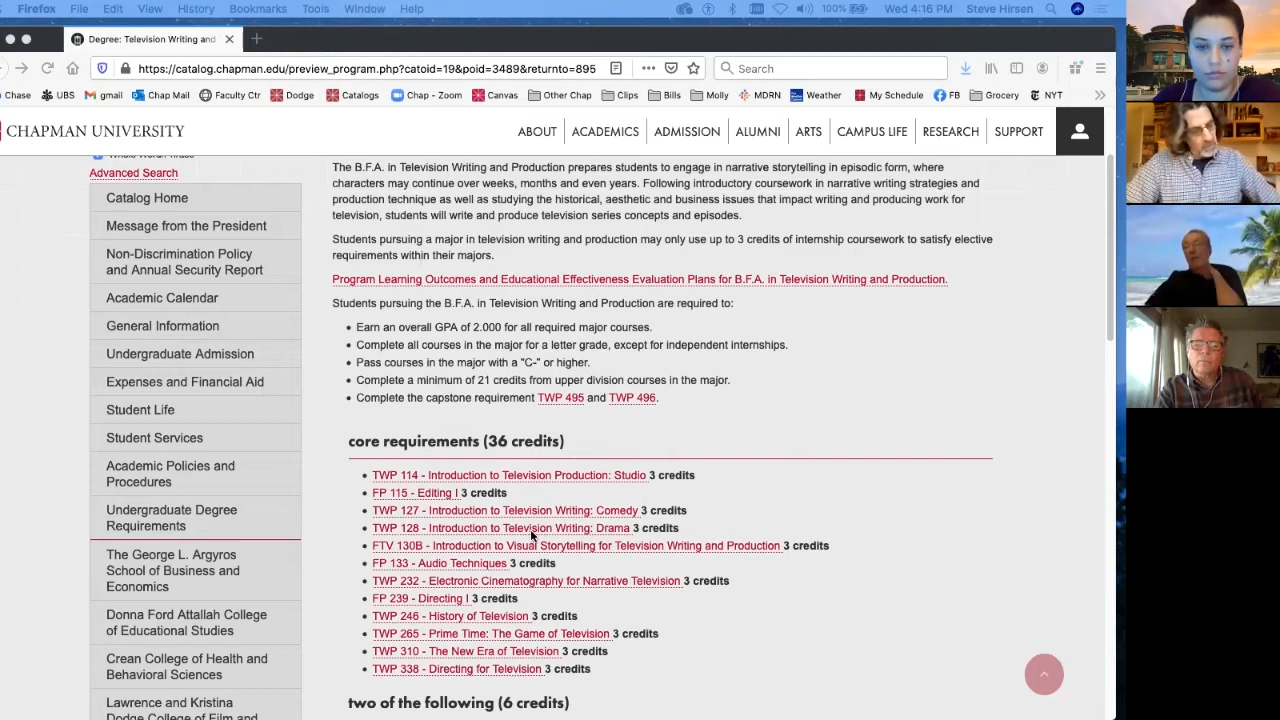 Firefox File Edit View History Bookmarks Tools Window Help 100% Wed 4:16 PM Steve Hirsen
Degree: Television Writing and
https://catalog.chapman.edu/preview_program.php?catoid=19&poid=3489&returnto=895 Search
Chase UBS gmail Chap Mail Faculty Ctr Dodge Catalogs Chap - Zoom Canvas Other Chap Clips Bills Molly MDRN Weather My Schedule FB Grocery NYT
CHAPMAN UNIVERSITY ABOUT ACADEMICS ADMISSION ALUMNI ARTS CAMPUS LIFE RESEARCH SUPPORT
Advanced Search
Catalog Home
Message from the President
Non-Discrimination Policy
and Annual Security Report
Academic Calendar
General Information
Undergraduate Admission
Expenses and Financial Aid
Student Life
Student Services
Academic Policies and
Procedures
Undergraduate Degree
Requirements
The George L. Argyros
School of Business and
Economics
Donna Ford Attallah College
of Educational Studies
Crean College of Health and
Behavioral Sciences
Lawrence and Kristina
Dodge College of Film and
The B.F.A. in Television Writing and Production prepares students to engage in narrative storytelling in episodic form, where
characters may continue over weeks, months and even years. Following introductory coursework in narrative writing strategies and
production technique as well as studying the historical, aesthetic and business issues that impact writing and producing work for
television, students will write and produce television series concepts and episodes.
Students pursuing a major in television writing and production may only use up to 3 credits of internship coursework to satisfy elective
requirements within their majors.
Program Learning Outcomes and Educational Effectiveness Evaluation Plans for B.F.A. in Television Writing and Production.
Students pursuing the B.F.A. in Television Writing and Production are required to:
• Earn an overall GPA of 2.000 for all required major courses.
• Complete all courses in the major for a letter grade, except for independent internships.
• Pass courses in the major with a "C-" or higher.
• Complete a minimum of 21 credits from upper division courses in the major.
• Complete the capstone requirement TWP 495 and TWP 496.
core requirements (36 credits)
• TWP 114 - Introduction to Television Production: Studio 3 credits
• FP 115 - Editing I 3 credits
• TWP 127 - Introduction to Television Writing: Comedy 3 credits
• TWP 128 - Introduction to Television Writing: Drama 3 credits
• FTV 130B - Introduction to Visual Storytelling for Television Writing and Production 3 credits
• FP 133 - Audio Techniques 3 credits
• TWP 232 - Electronic Cinematography for Narrative Television 3 credits
• FP 239 - Directing I 3 credits
• TWP 246 - History of Television 3 credits
• TWP 265 - Prime Time: The Game of Television 3 credits
• TWP 310 - The New Era of Television 3 credits
• TWP 338 - Directing for Television 3 credits
two of the following (6 credits)